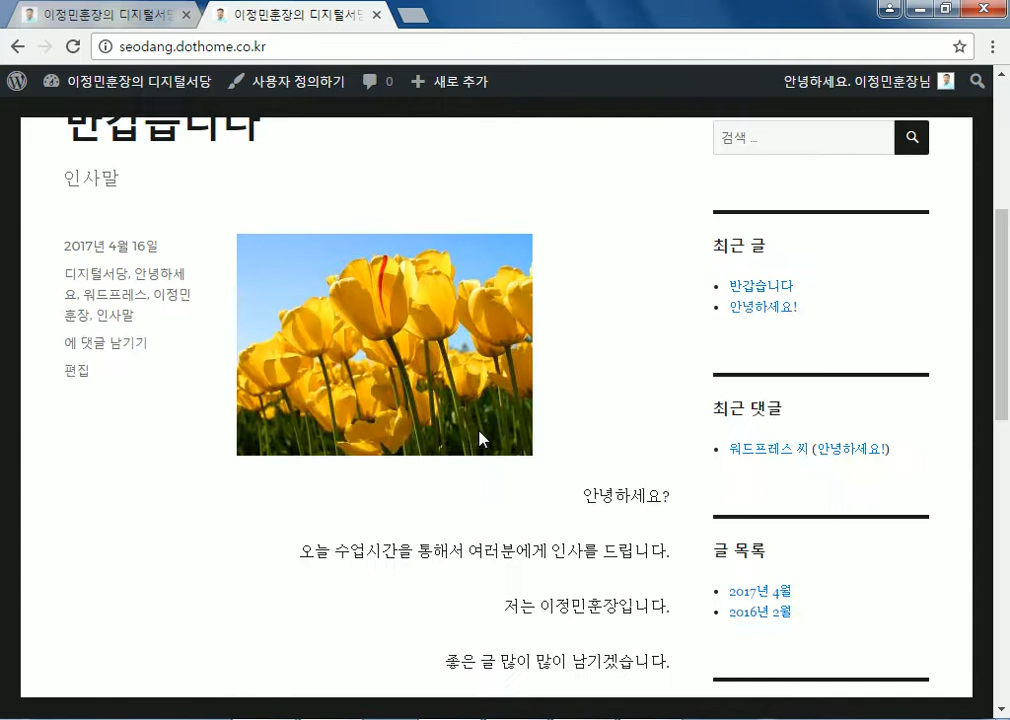 이정민훈장의 디지털서당
이정민훈장의 디지털서당
seodang.dothome.co.kr
이정민훈장의 디지털서당 사용자 정의하기 0 새로 추가 안녕하세요. 이정민훈장님
반갑습니다
인사말
2017년 4월 16일
디지털서당, 안녕하세
요, 워드프레스, 이정민
훈장, 인사말
에 댓글 남기기
편집
안녕하세요?
오늘 수업시간을 통해서 여러분에게 인사를 드립니다.
저는 이정민훈장입니다.
좋은 글 많이 많이 남기겠습니다.
검색 ...
최근 글
반갑습니다
안녕하세요!
최근 댓글
워드프레스 씨 (안녕하세요!)
글 목록
2017년 4월
2016년 2월